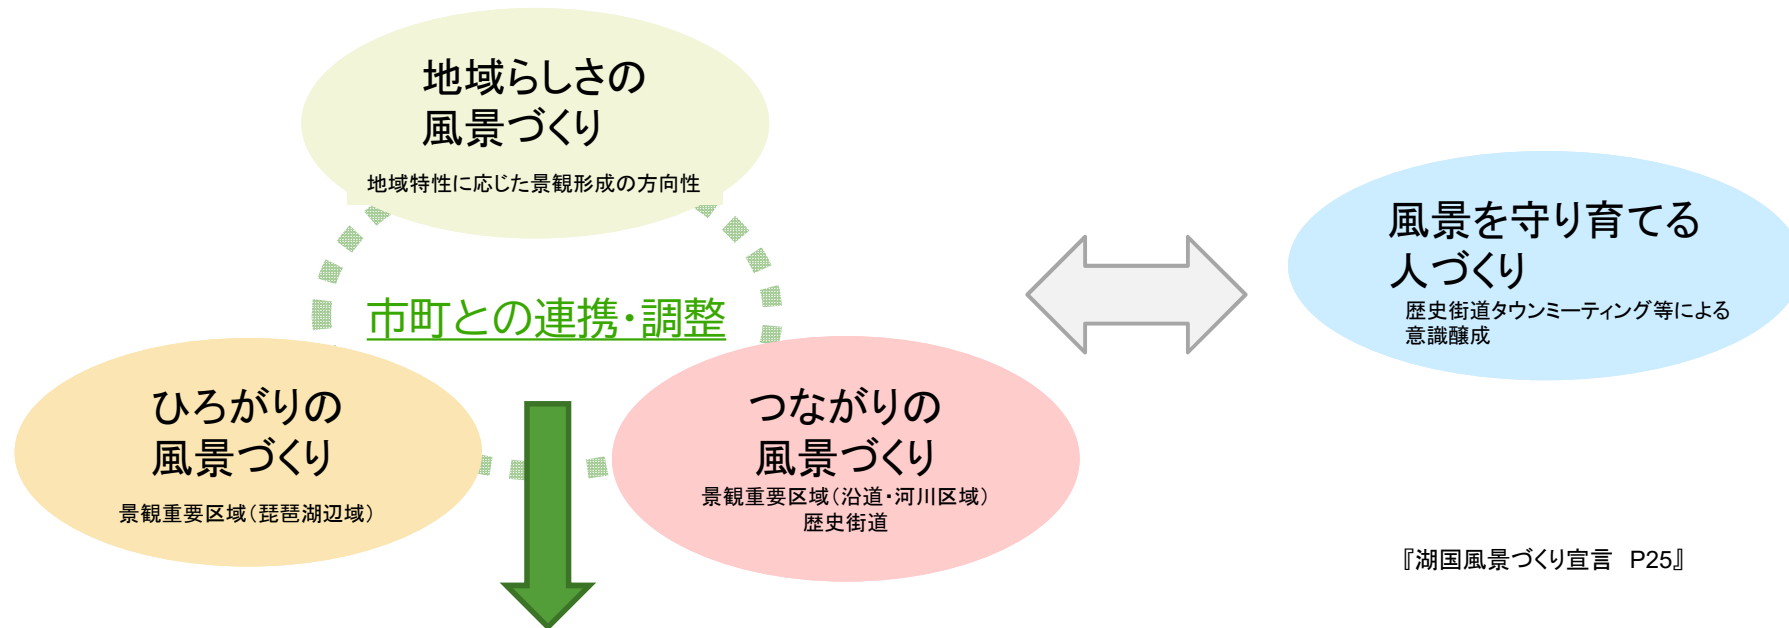 地域らしさの
風景づくり
地域特性に応じた景観形成の方向性
市町との連携・調整
ひろがりの
風景づくり
景観重要区域(琵琶湖辺域)
つながりの
風景づくり
景観重要区域(沿道・河川区域)
歴史街道
風景を守り育てる
人づくり
歴史街道タウンミーティング等による
意識醸成
『湖国風景づくり宣言　P25』